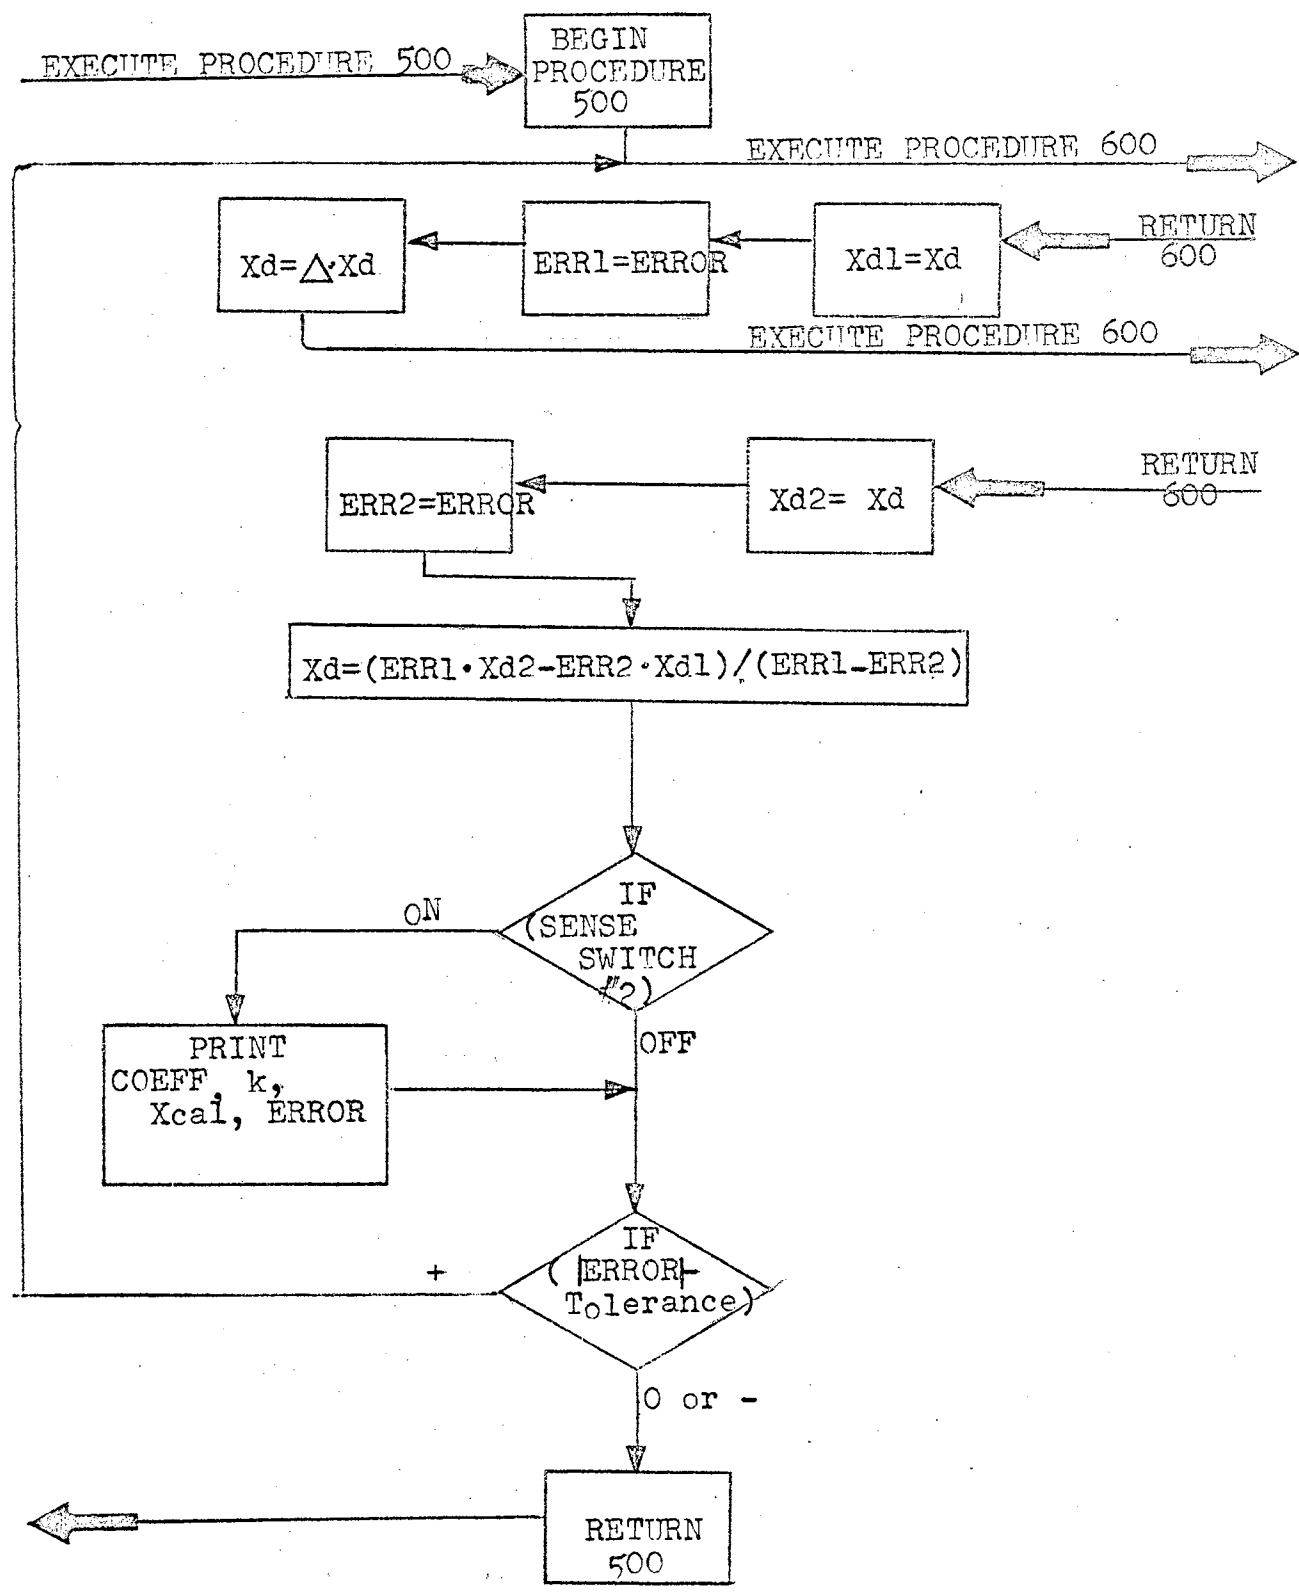 EXECUTE PROCEDURE 500
BEGIN
PROCEDURE
500
EXECUTE PROCEDURE 600
Xd=△·Xd
ERR1=ERROR
Xd1=Xd
RETURN
600
EXECUTE PROCEDURE 600
ERR2=ERROR
Xd2= Xd
RETURN
600
Xd=(ERR1·Xd2-ERR2·Xd1)/(ERR1-ERR2)
IF
(SENSE
SWITCH
#2)
ON
OFF
PRINT
COEFF, k,
Xcal, ERROR
IF
( |ERROR|-
Tolerance)
+
0 or -
RETURN
500